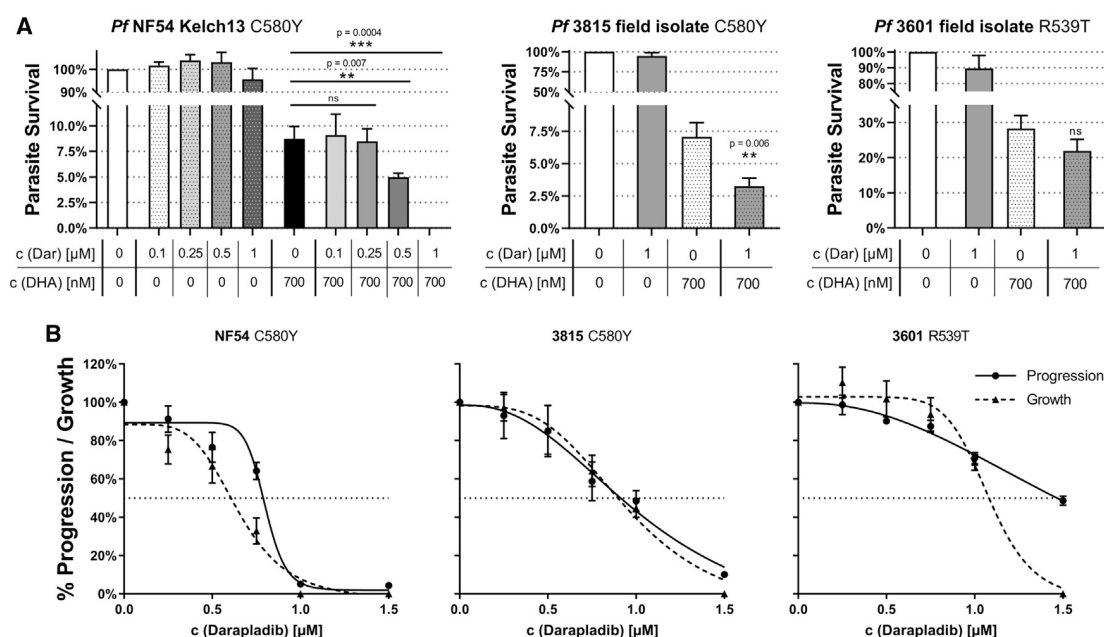 A
Pf NF54 Kelch13 C580Y
Pf 3815 field isolate C580Y
Pf 3601 field isolate R539T
Parasite Survival
100%
90%
10.0%
7.5%
5.0%
2.5%
0%
p = 0.0004
***
p = 0.007
**
ns
c (Dar) [µM] 0 0.1 0.25 0.5 1 0 0.1 0.25 0.5 1
c (DHA) [nM] 0 0 0 0 0 700 700 700 700 700
Parasite Survival
100%
75%
50%
7.5%
5.0%
2.5%
0%
p = 0.006
**
c (Dar) [µM] 0 1 0 1
c (DHA) [nM] 0 0 700 700
Parasite Survival
100%
90%
80%
30%
20%
10%
0%
ns
c (Dar) [µM] 0 1 0 1
c (DHA) [nM] 0 0 700 700
B
NF54 C580Y
3815 C580Y
3601 R539T
% Progression / Growth
120%
100%
80%
60%
40%
20%
0%
Progression
Growth
0.0 0.5 1.0 1.5
0.0 0.5 1.0 1.5
0.0 0.5 1.0 1.5
c (Darapladib) [µM]
c (Darapladib) [µM]
c (Darapladib) [µM]